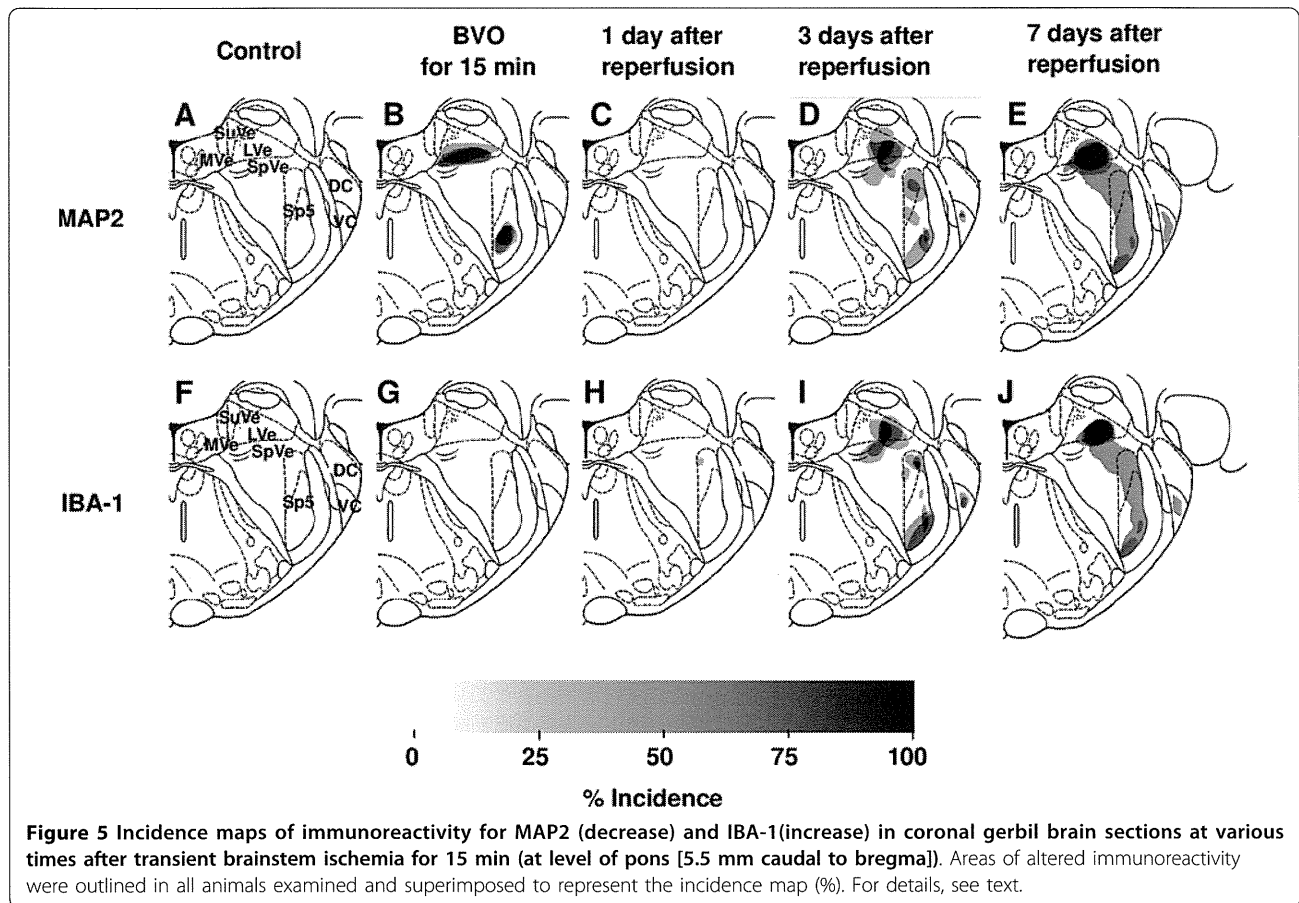 Control
BVO for 15 min
1 day after reperfusion
3 days after reperfusion
7 days after reperfusion
MAP2
A
SuVe
LVe
MVe
SpVe
DC
Sp5
VC
B
C
D
E
IBA-1
F
SuVe
LVe
MVe
SpVe
DC
Sp5
VC
G
H
I
J
0 25 50 75 100
% Incidence
Figure 5 Incidence maps of immunoreactivity for MAP2 (decrease) and IBA-1(increase) in coronal gerbil brain sections at various
times after transient brainstem ischemia for 15 min (at level of pons [5.5 mm caudal to bregma]). Areas of altered immunoreactivity
were outlined in all animals examined and superimposed to represent the incidence map (%). For details, see text.